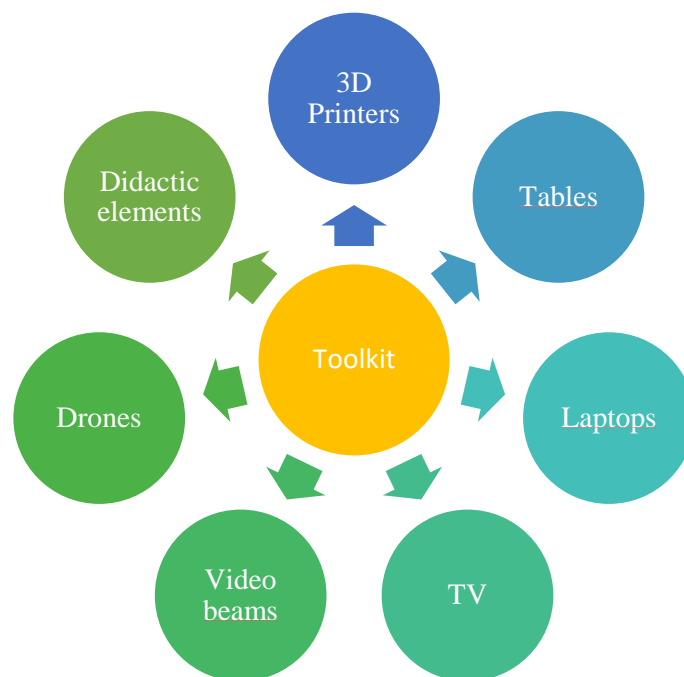 3D
Printers
Didactic
elements
Tables
Toolkit
Drones
Laptops
Video
beams
TV